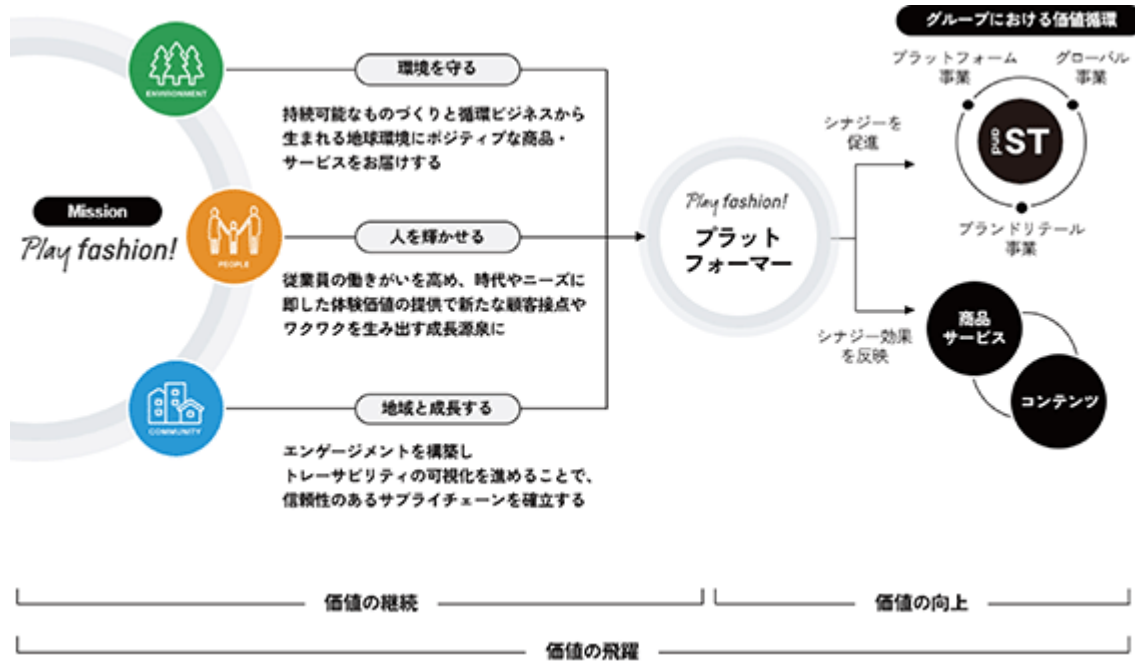 Mission
Play fashion!
ENVIRONMENT
環境を守る
持続可能なものづくりと循環ビジネスから
生まれる地球環境にポジティブな商品・
サービスをお届けする
PEOPLE
人を輝かせる
従業員の働きがいを高め、時代やニーズに
即した体験価値の提供で新たな顧客接点や
ワクワクを生み出す成長源泉に
COMMUNITY
地域と成長する
エンゲージメントを構築し
トレーサビリティの可視化を進めることで、
信頼性のあるサプライチェーンを確立する
Play fashion!
プラット
フォーマー
シナジーを
促進
シナジー効果
を反映
グループにおける価値循環
プラットフォーム
事業
グローバル
事業
and ST
ブランドリテール
事業
商品
サービス
コンテンツ
価値の継続
価値の向上
価値の飛躍